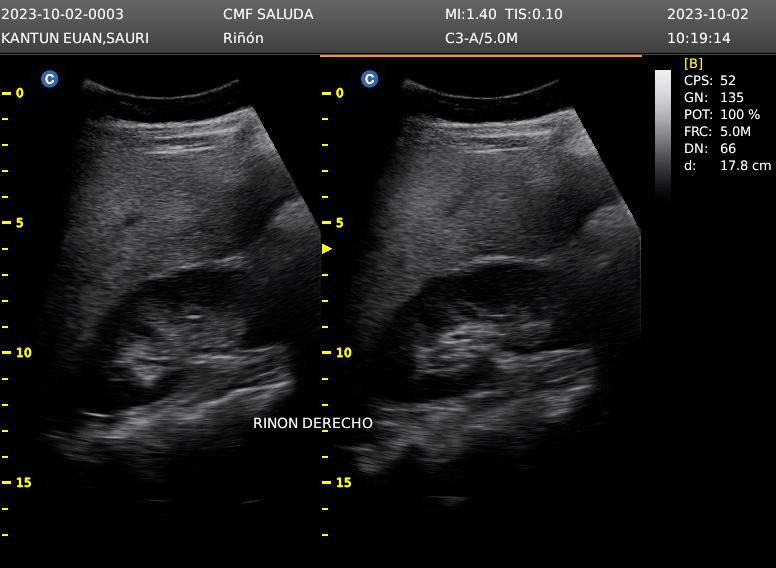 2023-10-02-0003 CMF SALUDA MI:1.40 TIS:0.10 2023-10-02
KANTUN EUAN,SAURI Riñón C3-A/5.0M 10:19:14
C C
[B]
CPS: 52
GN: 135
POT: 100 %
FRC: 5.0M
DN: 66
d: 17.8 cm
0 0
5 5
10 10
RINON DERECHO
15 15